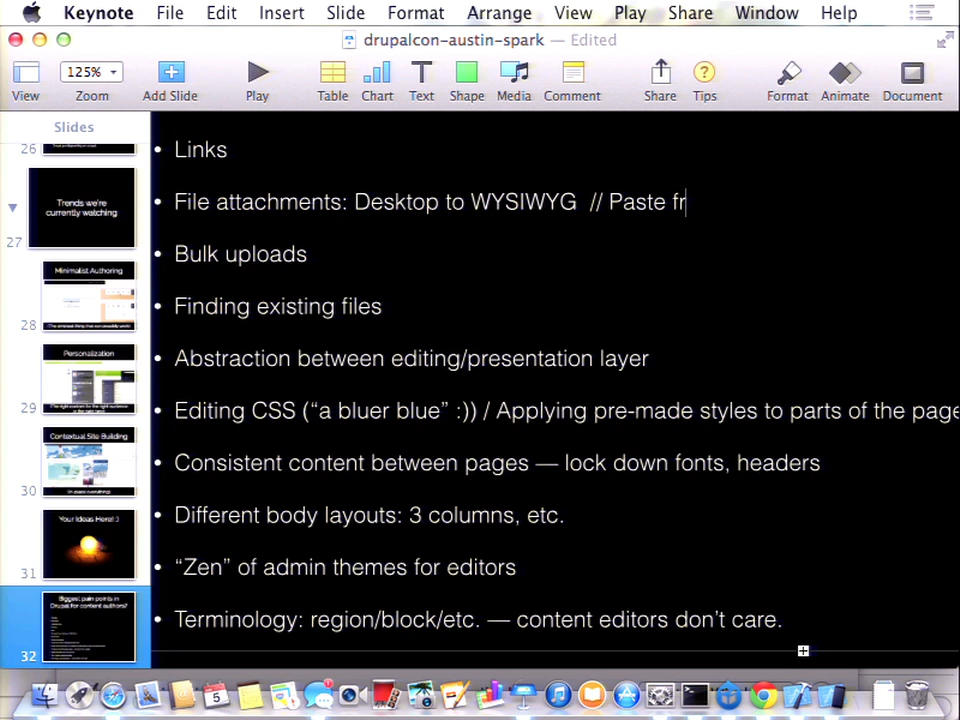 Keynote File Edit Insert Slide Format Arrange View Play Share Window Help
drupalcon-austin-spark — Edited
125%
View Zoom Add Slide Play Table Chart Text Shape Media Comment Share Tips Format Animate Document
Slides
26
Trends we're
currently watching
27
Minimalist Authoring
28
Personalization
29
Contextual Site Building
30
Your Ideas Here! :)
31
Biggest pain points in
Drupal for content authors?
32
• Links
• File attachments: Desktop to WYSIWYG // Paste fr
• Bulk uploads
• Finding existing files
• Abstraction between editing/presentation layer
• Editing CSS (“a bluer blue” :)) / Applying pre-made styles to parts of the page
• Consistent content between pages — lock down fonts, headers
• Different body layouts: 3 columns, etc.
• “Zen” of admin themes for editors
• Terminology: region/block/etc. — content editors don’t care.
5